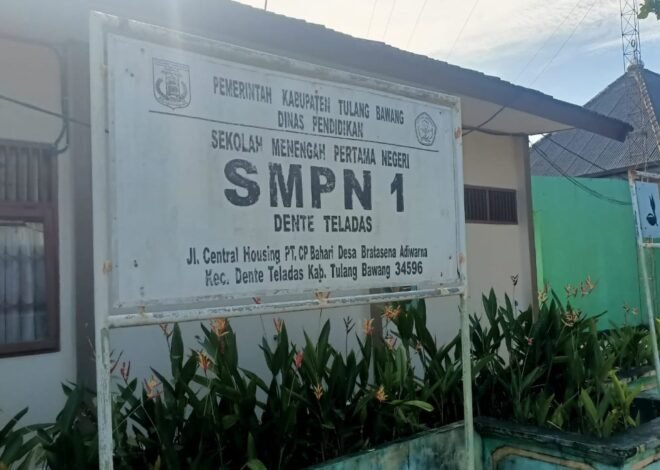 PEMERINTAH KABUPATEN TULANG BAWANG
DINAS PENDIDIKAN
SEKOLAH MENENGAH PERTAMA NEGERI
SMPN 1
DENTE TELADAS
Jl. Central Housing PT. CP Bahari Desa Bratasena Adiwarna
Kec. Dente Teladas Kab. Tulang Bawang 34596